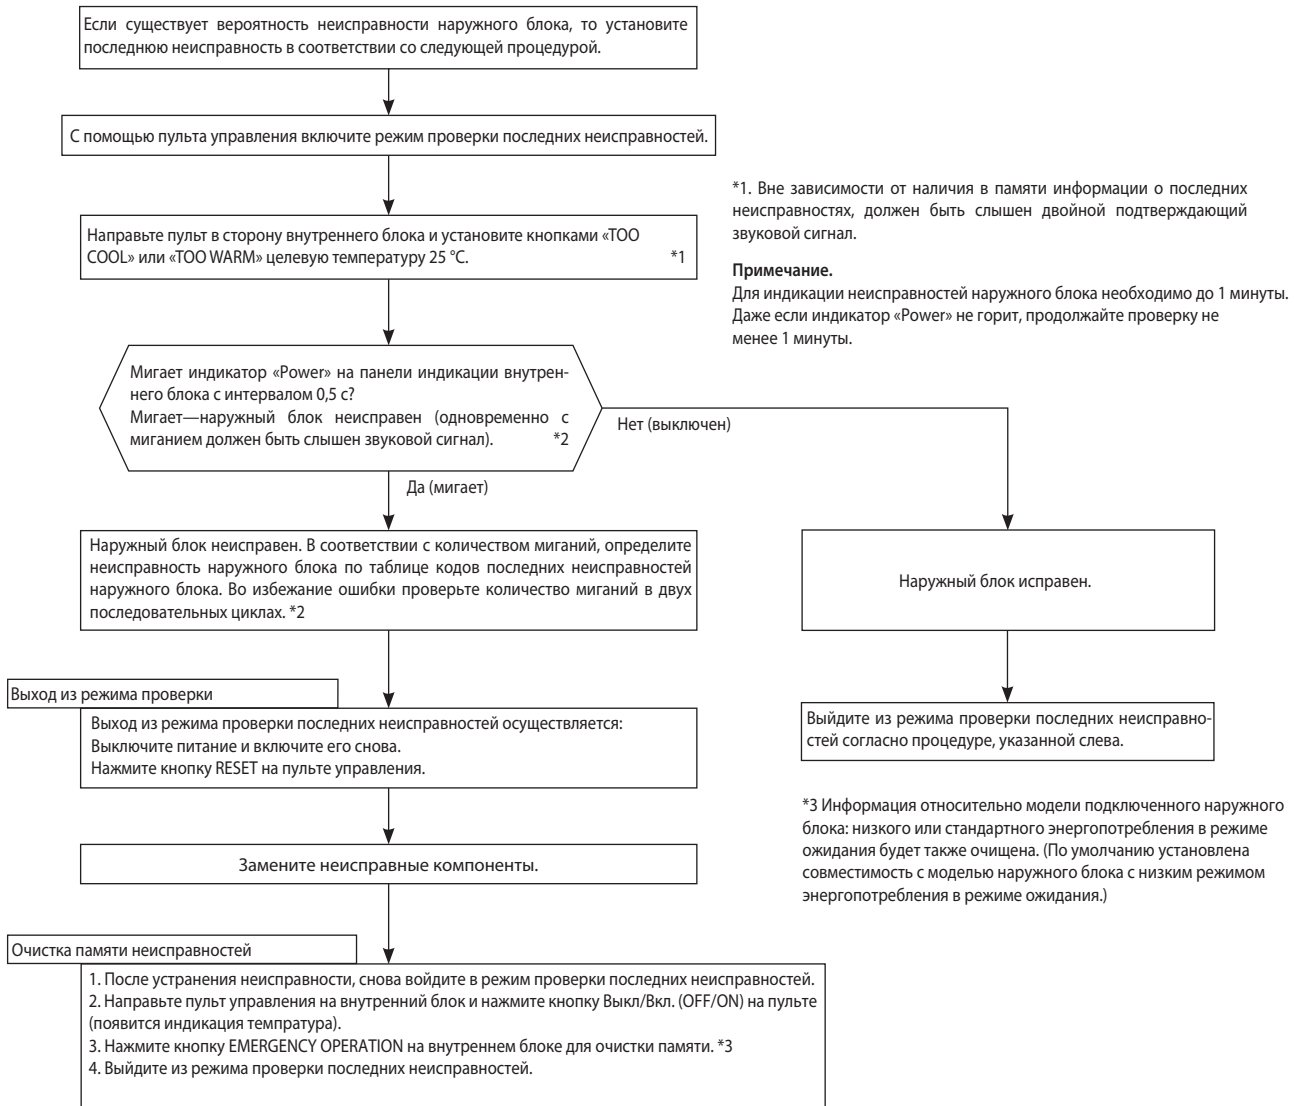 Если существует вероятность неисправности наружного блока, то установите
последнюю неисправность в соответствии со следующей процедурой.
С помощью пульта управления включите режим проверки последних неисправностей.
Направьте пульт в сторону внутреннего блока и установите кнопками «TOO
COOL» или «TOO WARM» целевую температуру 25 °C. *1
*1. Вне зависимости от наличия в памяти информации о последних
неисправностях, должен быть слышен двойной подтверждающий
звуковой сигнал.
Примечание.
Для индикации неисправностей наружного блока необходимо до 1 минуты.
Даже если индикатор «Power» не горит, продолжайте проверку не
менее 1 минуты.
Мигает индикатор «Power» на панели индикации внутрен-
него блока с интервалом 0,5 с?
Мигает—наружный блок неисправен (одновременно с
миганием должен быть слышен звуковой сигнал). *2
Нет (выключен)
Да (мигает)
Наружный блок неисправен. В соответствии с количеством миганий, определите
неисправность наружного блока по таблице кодов последних неисправностей
наружного блока. Во избежание ошибки проверьте количество миганий в двух
последовательных циклах. *2
Наружный блок исправен.
Выход из режима проверки
Выход из режима проверки последних неисправностей осуществляется:
Выключите питание и включите его снова.
Нажмите кнопку RESET на пульте управления.
Выйдите из режима проверки последних неисправно-
стей согласно процедуре, указанной слева.
*3 Информация относительно модели подключенного наружного
блока: низкого или стандартного энергопотребления в режиме
ожидания будет также очищена. (По умолчанию установлена
совместимость с моделью наружного блока с низким режимом
энергопотребления в режиме ожидания.)
Замените неисправные компоненты.
Очистка памяти неисправностей
1. После устранения неисправности, снова войдите в режим проверки последних неисправностей.
2. Направьте пульт управления на внутренний блок и нажмите кнопку Выкл/Вкл. (OFF/ON) на пульте
(появится индикация темпратура).
3. Нажмите кнопку EMERGENCY OPERATION на внутреннем блоке для очистки памяти. *3
4. Выйдите из режима проверки последних неисправностей.